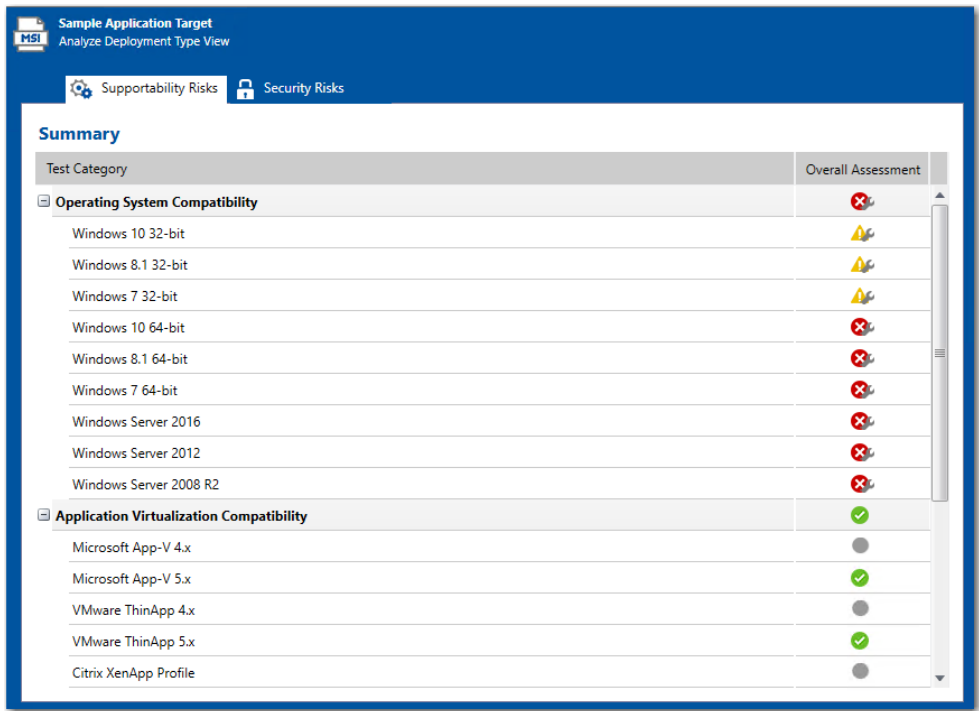 MSI
Sample Application Target
Analyze Deployment Type View
Supportability Risks
Security Risks
Summary
Test Category
Overall Assessment
Operating System Compatibility
Windows 10 32-bit
Windows 8.1 32-bit
Windows 7 32-bit
Windows 10 64-bit
Windows 8.1 64-bit
Windows 7 64-bit
Windows Server 2016
Windows Server 2012
Windows Server 2008 R2
Application Virtualization Compatibility
Microsoft App-V 4.x
Microsoft App-V 5.x
VMware ThinApp 4.x
VMware ThinApp 5.x
Citrix XenApp Profile